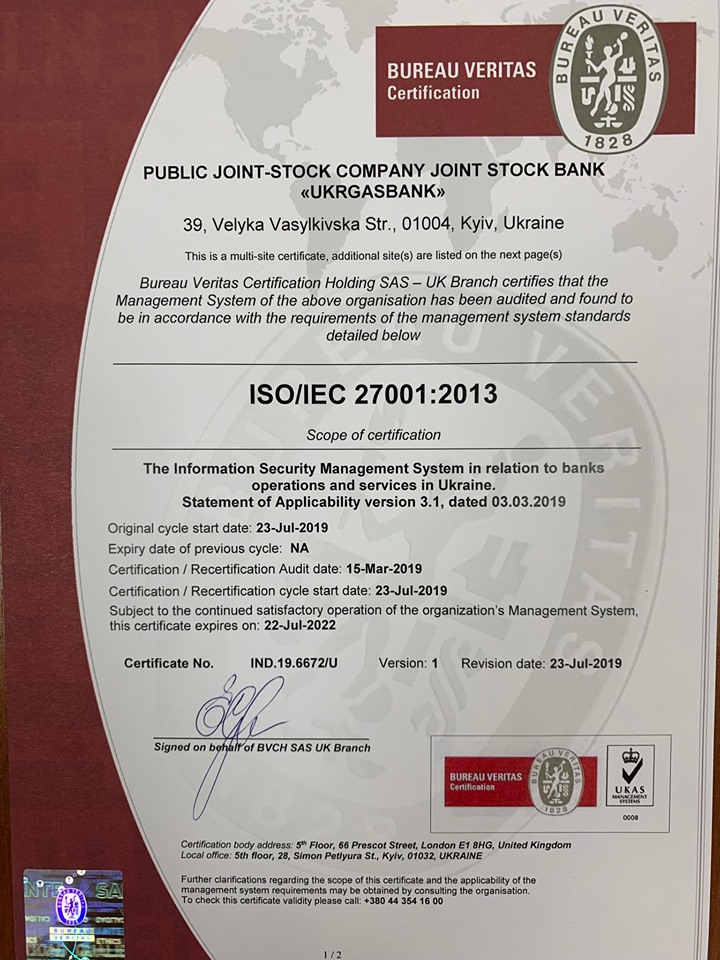 BUREAU VERITAS
Certification
BUREAU VERITAS
1828
PUBLIC JOINT-STOCK COMPANY JOINT STOCK BANK
«UKRGASBANK»
39, Velyka Vasylkivska Str., 01004, Kyiv, Ukraine
This is a multi-site certificate, additional site(s) are listed on the next page(s)
Bureau Veritas Certification Holding SAS – UK Branch certifies that the
Management System of the above organisation has been audited and found to
be in accordance with the requirements of the management system standards
detailed below
ISO/IEC 27001:2013
Scope of certification
The Information Security Management System in relation to banks
operations and services in Ukraine.
Statement of Applicability version 3.1, dated 03.03.2019
Original cycle start date: 23-Jul-2019
Expiry date of previous cycle: NA
Certification / Recertification Audit date: 15-Mar-2019
Certification / Recertification cycle start date: 23-Jul-2019
Subject to the continued satisfactory operation of the organization's Management System,
this certificate expires on: 22-Jul-2022
Certificate No. IND.19.6672/U Version: 1 Revision date: 23-Jul-2019
Signed on behalf of BVCH SAS UK Branch
BUREAU VERITAS
Certification
BUREAU VERITAS
1828
UKAS
MANAGEMENT
SYSTEMS
0008
Certification body address: 5th Floor, 66 Prescot Street, London E1 8HG, United Kingdom
Local office: 5th floor, 28, Simon Petlyura St., Kyiv, 01032, UKRAINE
Further clarifications regarding the scope of this certificate and the applicability of the
management system requirements may be obtained by consulting the organisation.
To check this certificate validity please call: +380 44 354 16 00
BUREAU
VERITAS
1 / 2